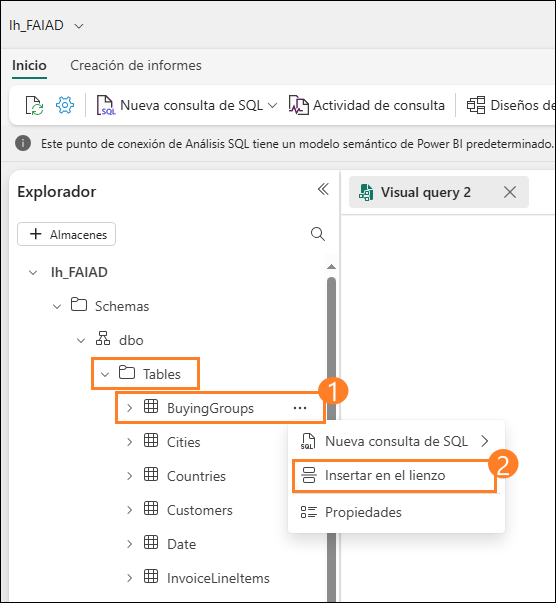 lh_FAIAD
Inicio Creación de informes
SQL Nueva consulta de SQL Actividad de consulta Diseños de
Este punto de conexión de Análisis SQL tiene un modelo semántico de Power BI predeterminado.
Explorador
Visual query 2
+ Almacenes
lh_FAIAD
Schemas
dbo
Tables
1
BuyingGroups ...
Cities
SQL Nueva consulta de SQL
2
Countries
Insertar en el lienzo
Customers
Propiedades
Date
InvoiceLineItems